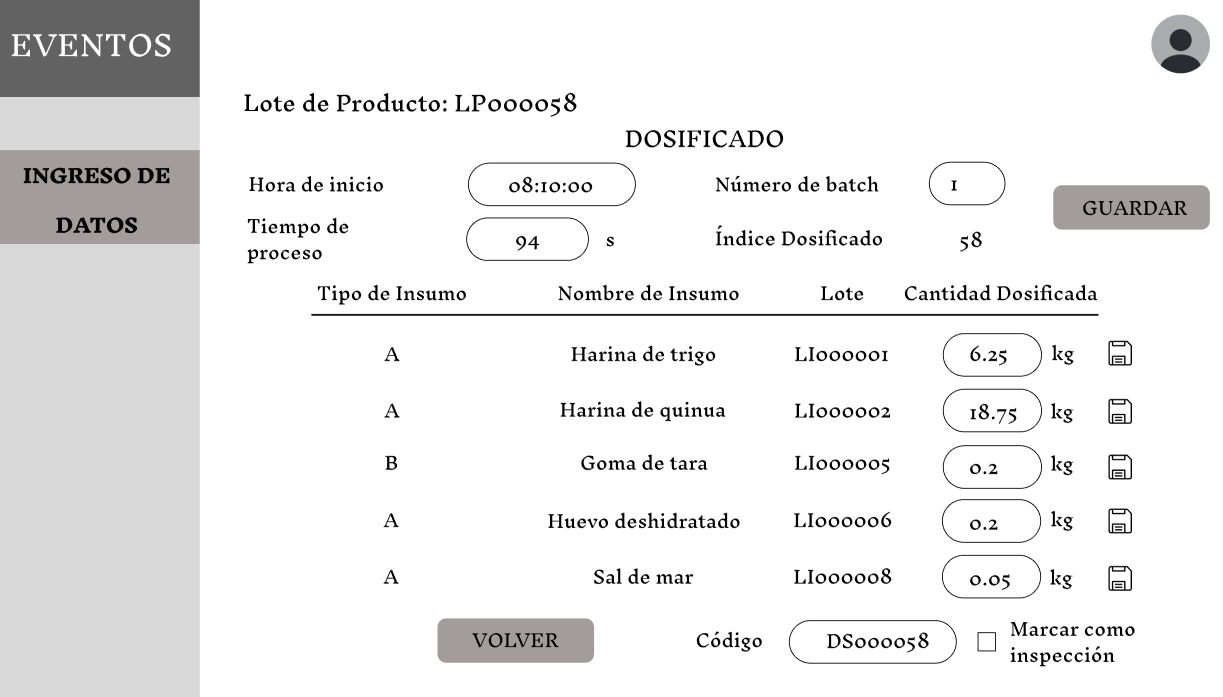 EVENTOS
INGRESO DE
DATOS
Lote de Producto: LP000058
DOSIFICADO
Hora de inicio 08:10:00 Número de batch 1
GUARDAR
Tiempo de
proceso
94 s Índice Dosificado 58
Tipo de Insumo Nombre de Insumo Lote Cantidad Dosificada
A Harina de trigo LI000001 6.25 kg
A Harina de quinua LI000002 18.75 kg
B Goma de tara LI000005 0.2 kg
A Huevo deshidratado LI000006 0.2 kg
A Sal de mar LI000008 0.05 kg
VOLVER Código DS000058
Marcar como
inspección